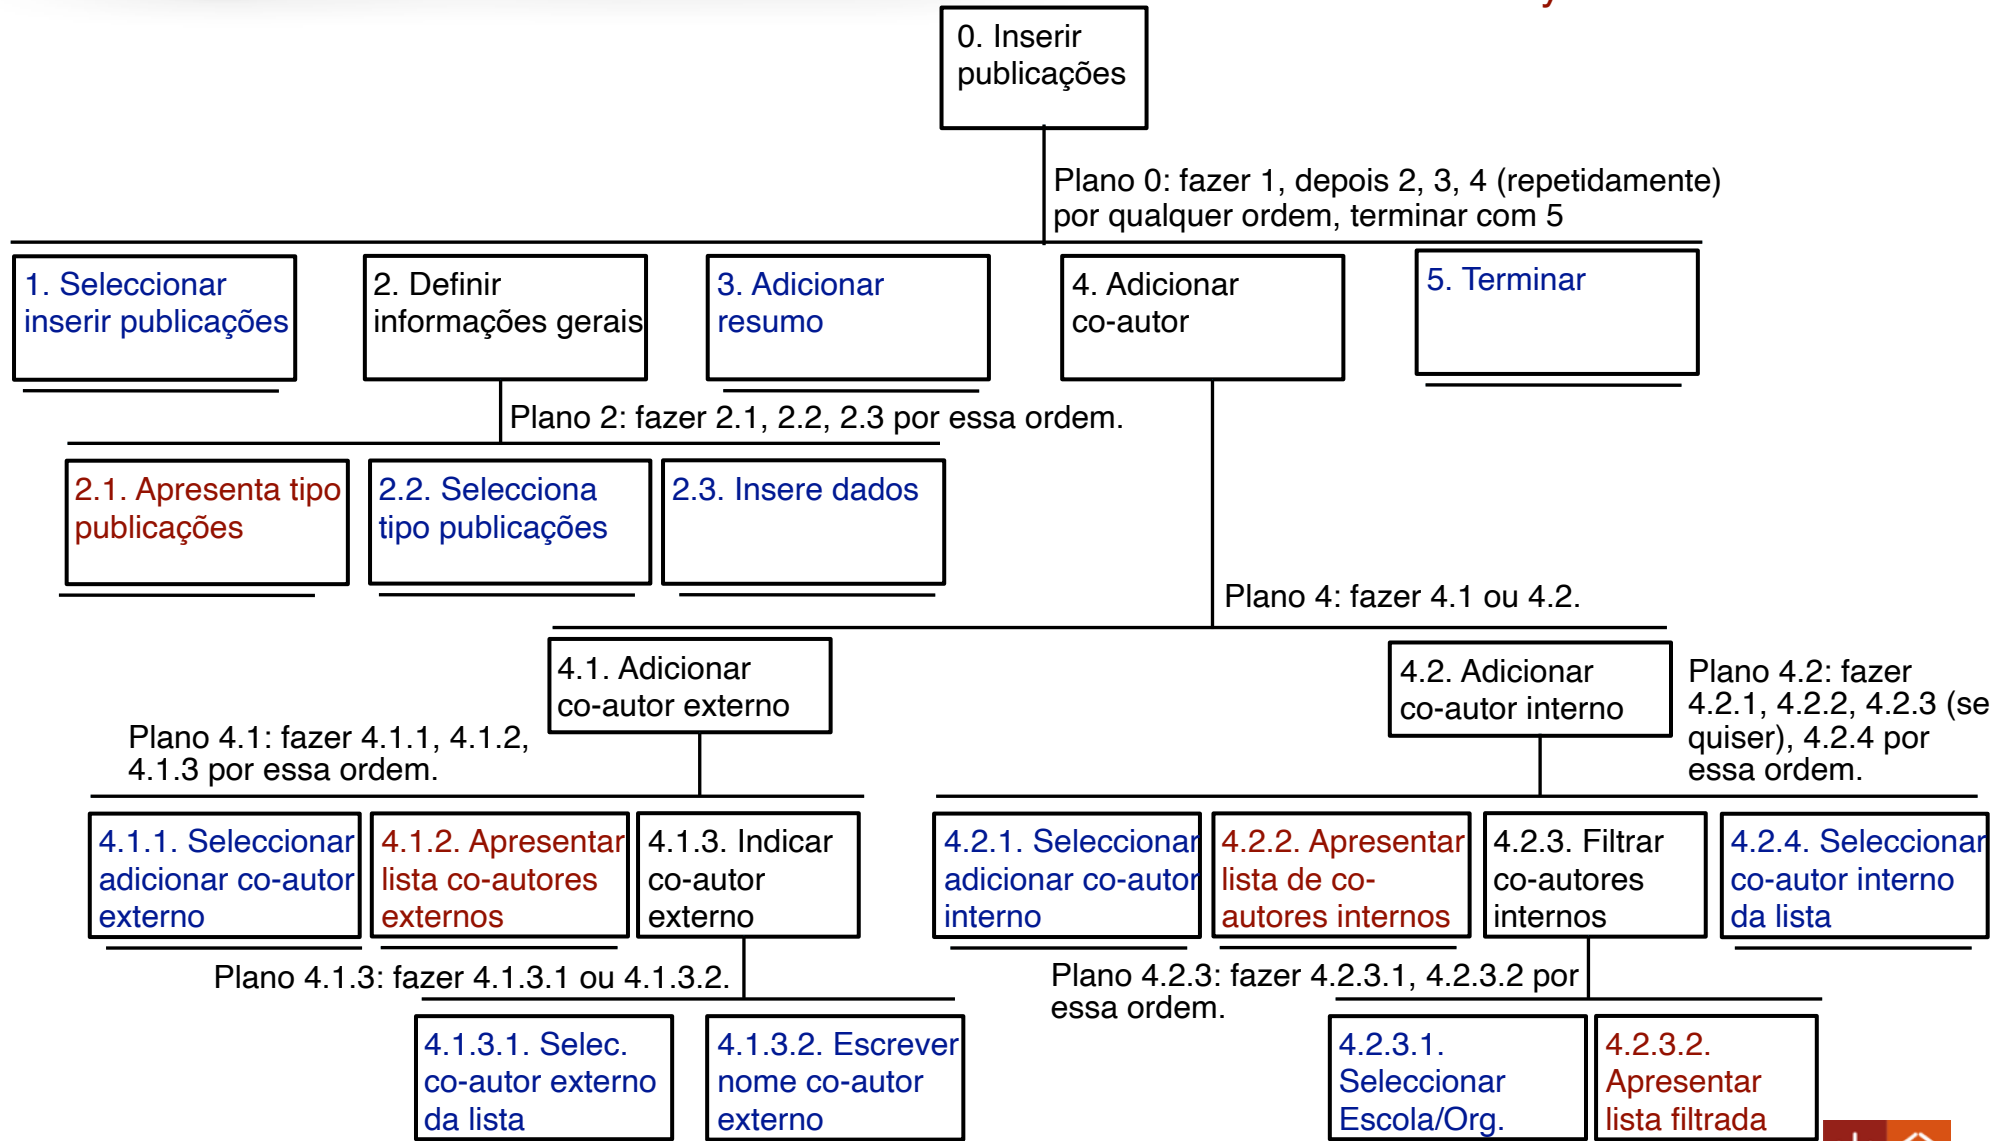 0. Inserir
publicações
Plano 0: fazer 1, depois 2, 3, 4 (repetidamente)
por qualquer ordem, terminar com 5
1. Seleccionar
inserir publicações
2. Definir
informações gerais
3. Adicionar
resumo
4. Adicionar
co-autor
5. Terminar
Plano 2: fazer 2.1, 2.2, 2.3 por essa ordem.
2.1. Apresenta tipo
publicações
2.2. Selecciona
tipo publicações
2.3. Insere dados
Plano 4: fazer 4.1 ou 4.2.
4.1. Adicionar
co-autor externo
4.2. Adicionar
co-autor interno
Plano 4.2: fazer
4.2.1, 4.2.2, 4.2.3 (se
quiser), 4.2.4 por
essa ordem.
Plano 4.1: fazer 4.1.1, 4.1.2,
4.1.3 por essa ordem.
4.1.1. Seleccionar
adicionar co-autor
externo
4.1.2. Apresentar
lista co-autores
externos
4.1.3. Indicar
co-autor
externo
4.2.1. Seleccionar
adicionar co-autor
interno
4.2.2. Apresentar
lista de co-
autores internos
4.2.3. Filtrar
co-autores
internos
4.2.4. Seleccionar
co-autor interno
da lista
Plano 4.1.3: fazer 4.1.3.1 ou 4.1.3.2.
Plano 4.2.3: fazer 4.2.3.1, 4.2.3.2 por
essa ordem.
4.1.3.1. Selec.
co-autor externo
da lista
4.1.3.2. Escrever
nome co-autor
externo
4.2.3.1.
Seleccionar
Escola/Org.
4.2.3.2.
Apresentar
lista filtrada